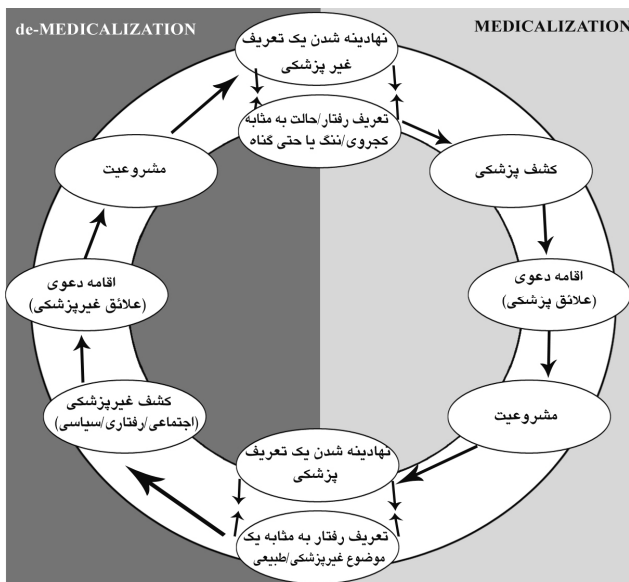 de-MEDICALIZATION
MEDICALIZATION
نهادینه شدن یک تعریف
غیر پزشکی
تعریف رفتار/حالت به مثابه
کجروی/ننگ یا حتی گناه
کشف پزشکی
اقامه دعوی
(علائق پزشکی)
مشروعیت
نهادینه شدن یک تعریف
پزشکی
تعریف رفتار به مثابه یک
موضوع غیرپزشکی/طبیعی
کشف غیرپزشکی
(اجتماعی/رفتاری/سیاسی)
اقامه دعوی
(علائق غیرپزشکی)
مشروعیت